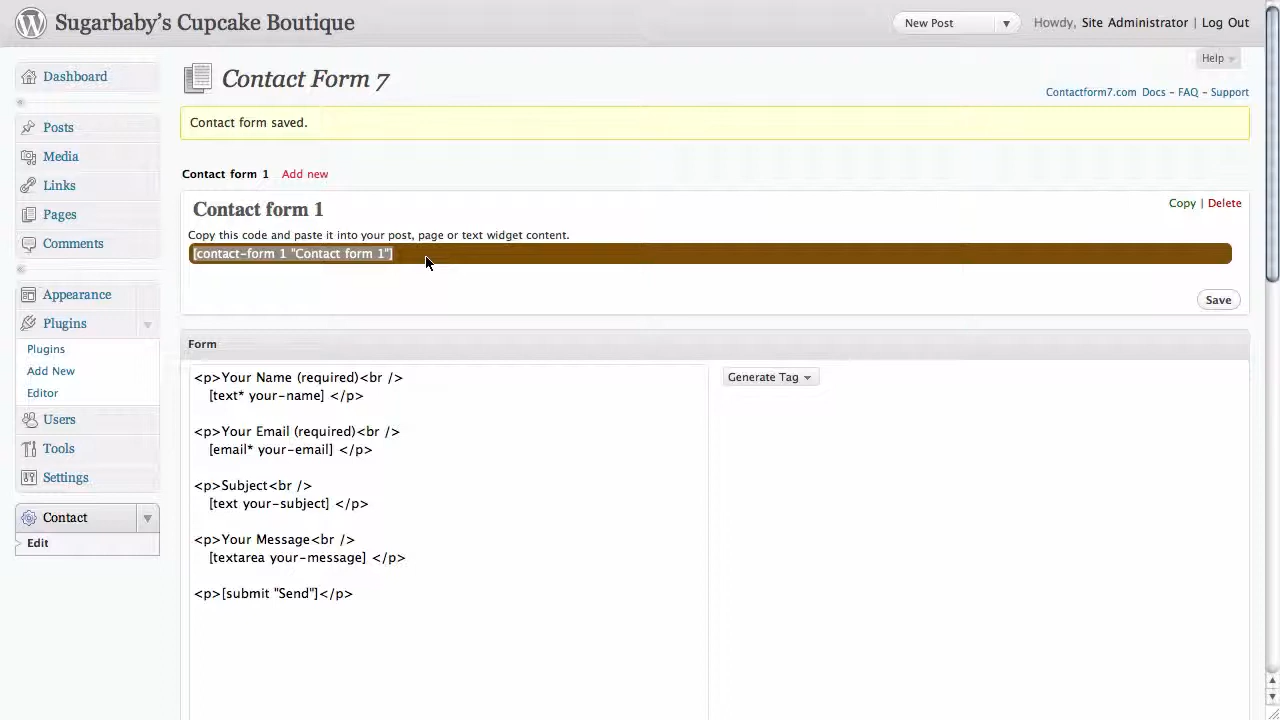 Sugarbaby's Cupcake Boutique
New Post
Howdy, Site Administrator | Log Out
Help
Dashboard
Posts
Media
Links
Pages
Comments
Appearance
Plugins
Plugins
Add New
Editor
Users
Tools
Settings
Contact
Edit
Contact Form 7
Contactform7.com Docs - FAQ - Support
Contact form saved.
Contact form 1 Add new
Contact form 1
Copy | Delete
Copy this code and paste it into your post, page or text widget content.
[contact-form 1 "Contact form 1"]
Save
Form
<p>Your Name (required)<br />
[text* your-name] </p>
<p>Your Email (required)<br />
[email* your-email] </p>
<p>Subject<br />
[text your-subject] </p>
<p>Your Message<br />
[textarea your-message] </p>
<p>[submit "Send"]</p>
Generate Tag